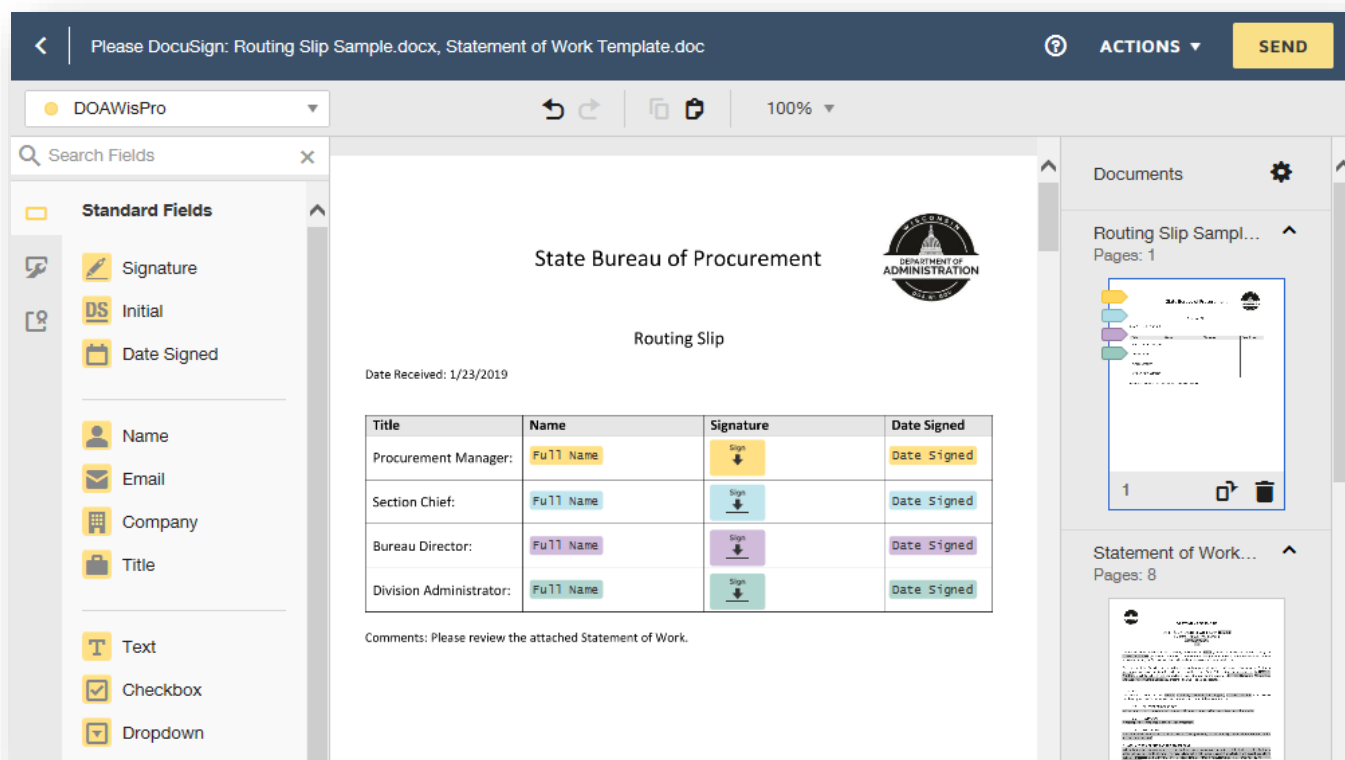 Please DocuSign: Routing Slip Sample.docx, Statement of Work Template.doc
ACTIONS
SEND
DOAWisPro
100%
Search Fields
Standard Fields
Signature
DS Initial
Date Signed
Name
Email
Company
Title
T Text
Checkbox
Dropdown
State Bureau of Procurement
WISCONSIN
DEPARTMENT OF
ADMINISTRATION
DOA.WI.GOV
Routing Slip
Date Received: 1/23/2019
Title Name Signature Date Signed
Procurement Manager: Full Name Sign Date Signed
Section Chief: Full Name Sign Date Signed
Bureau Director: Full Name Sign Date Signed
Division Administrator: Full Name Sign Date Signed
Comments: Please review the attached Statement of Work.
Documents
Routing Slip Sampl...
Pages: 1
1
Statement of Work...
Pages: 8